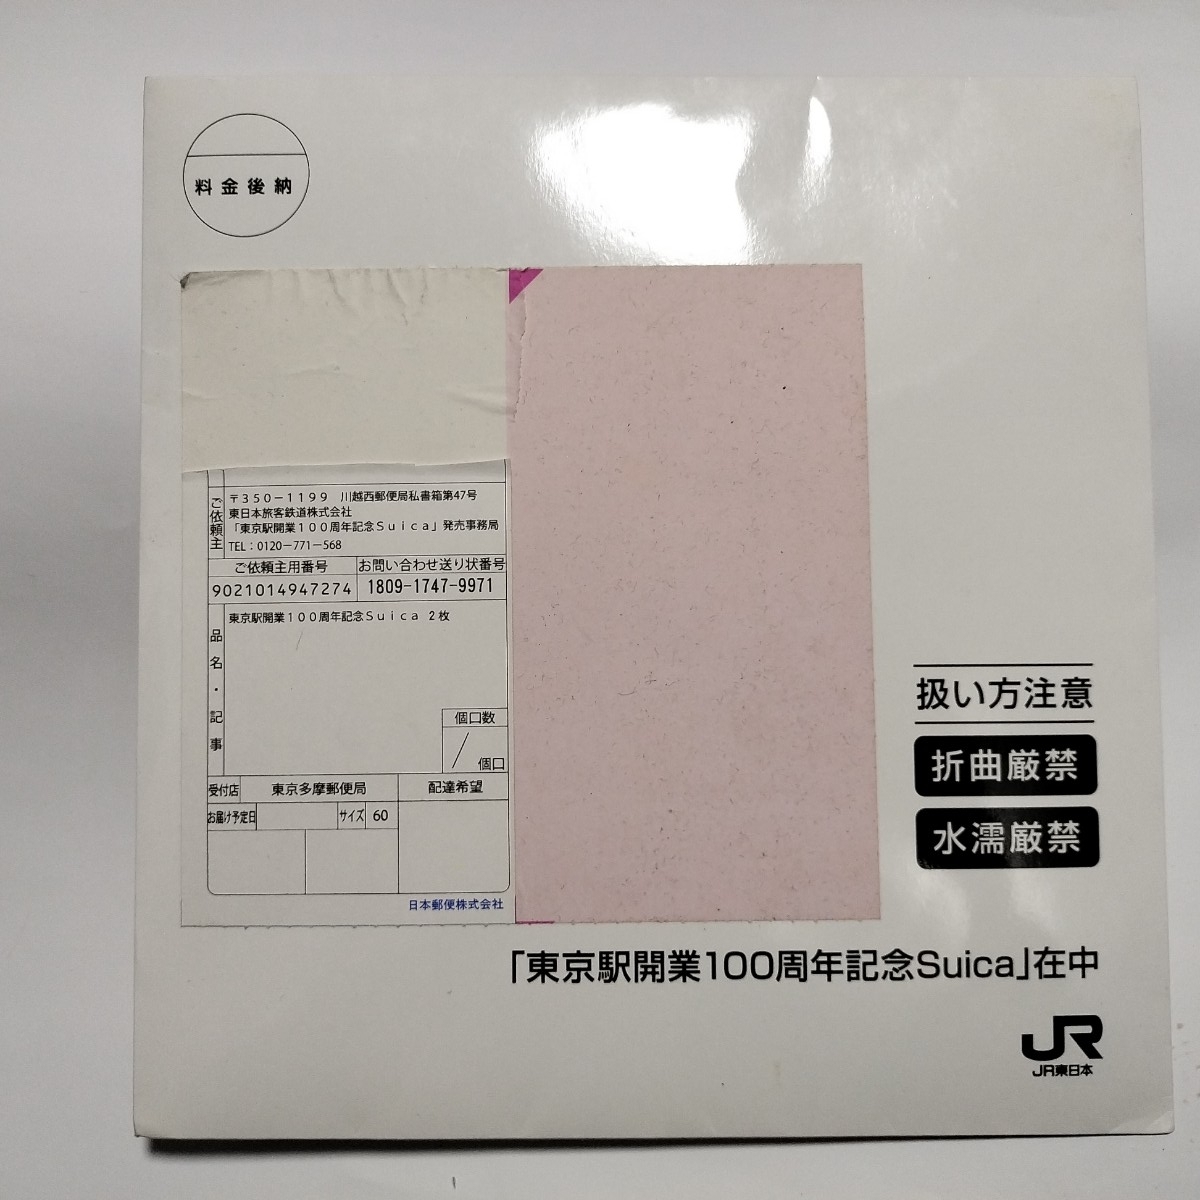 料金後納
ご依頼主
〒350-1199 川越西郵便局私書箱第47号
東日本旅客鉄道株式会社
「東京駅開業100周年記念Suica」発売事務局
TEL：0120-771-568
ご依頼主用番号
お問い合わせ送り状番号
9021014947274
1809-1747-9971
品名・記事
東京駅開業100周年記念Suica 2枚
個口数
/
個口
受付店
東京多摩郵便局
配達希望
お届け予定日
サイズ
60
日本郵便株式会社
扱い方注意
折曲厳禁
水濡厳禁
「東京駅開業100周年記念Suica」在中
JR
JR東日本